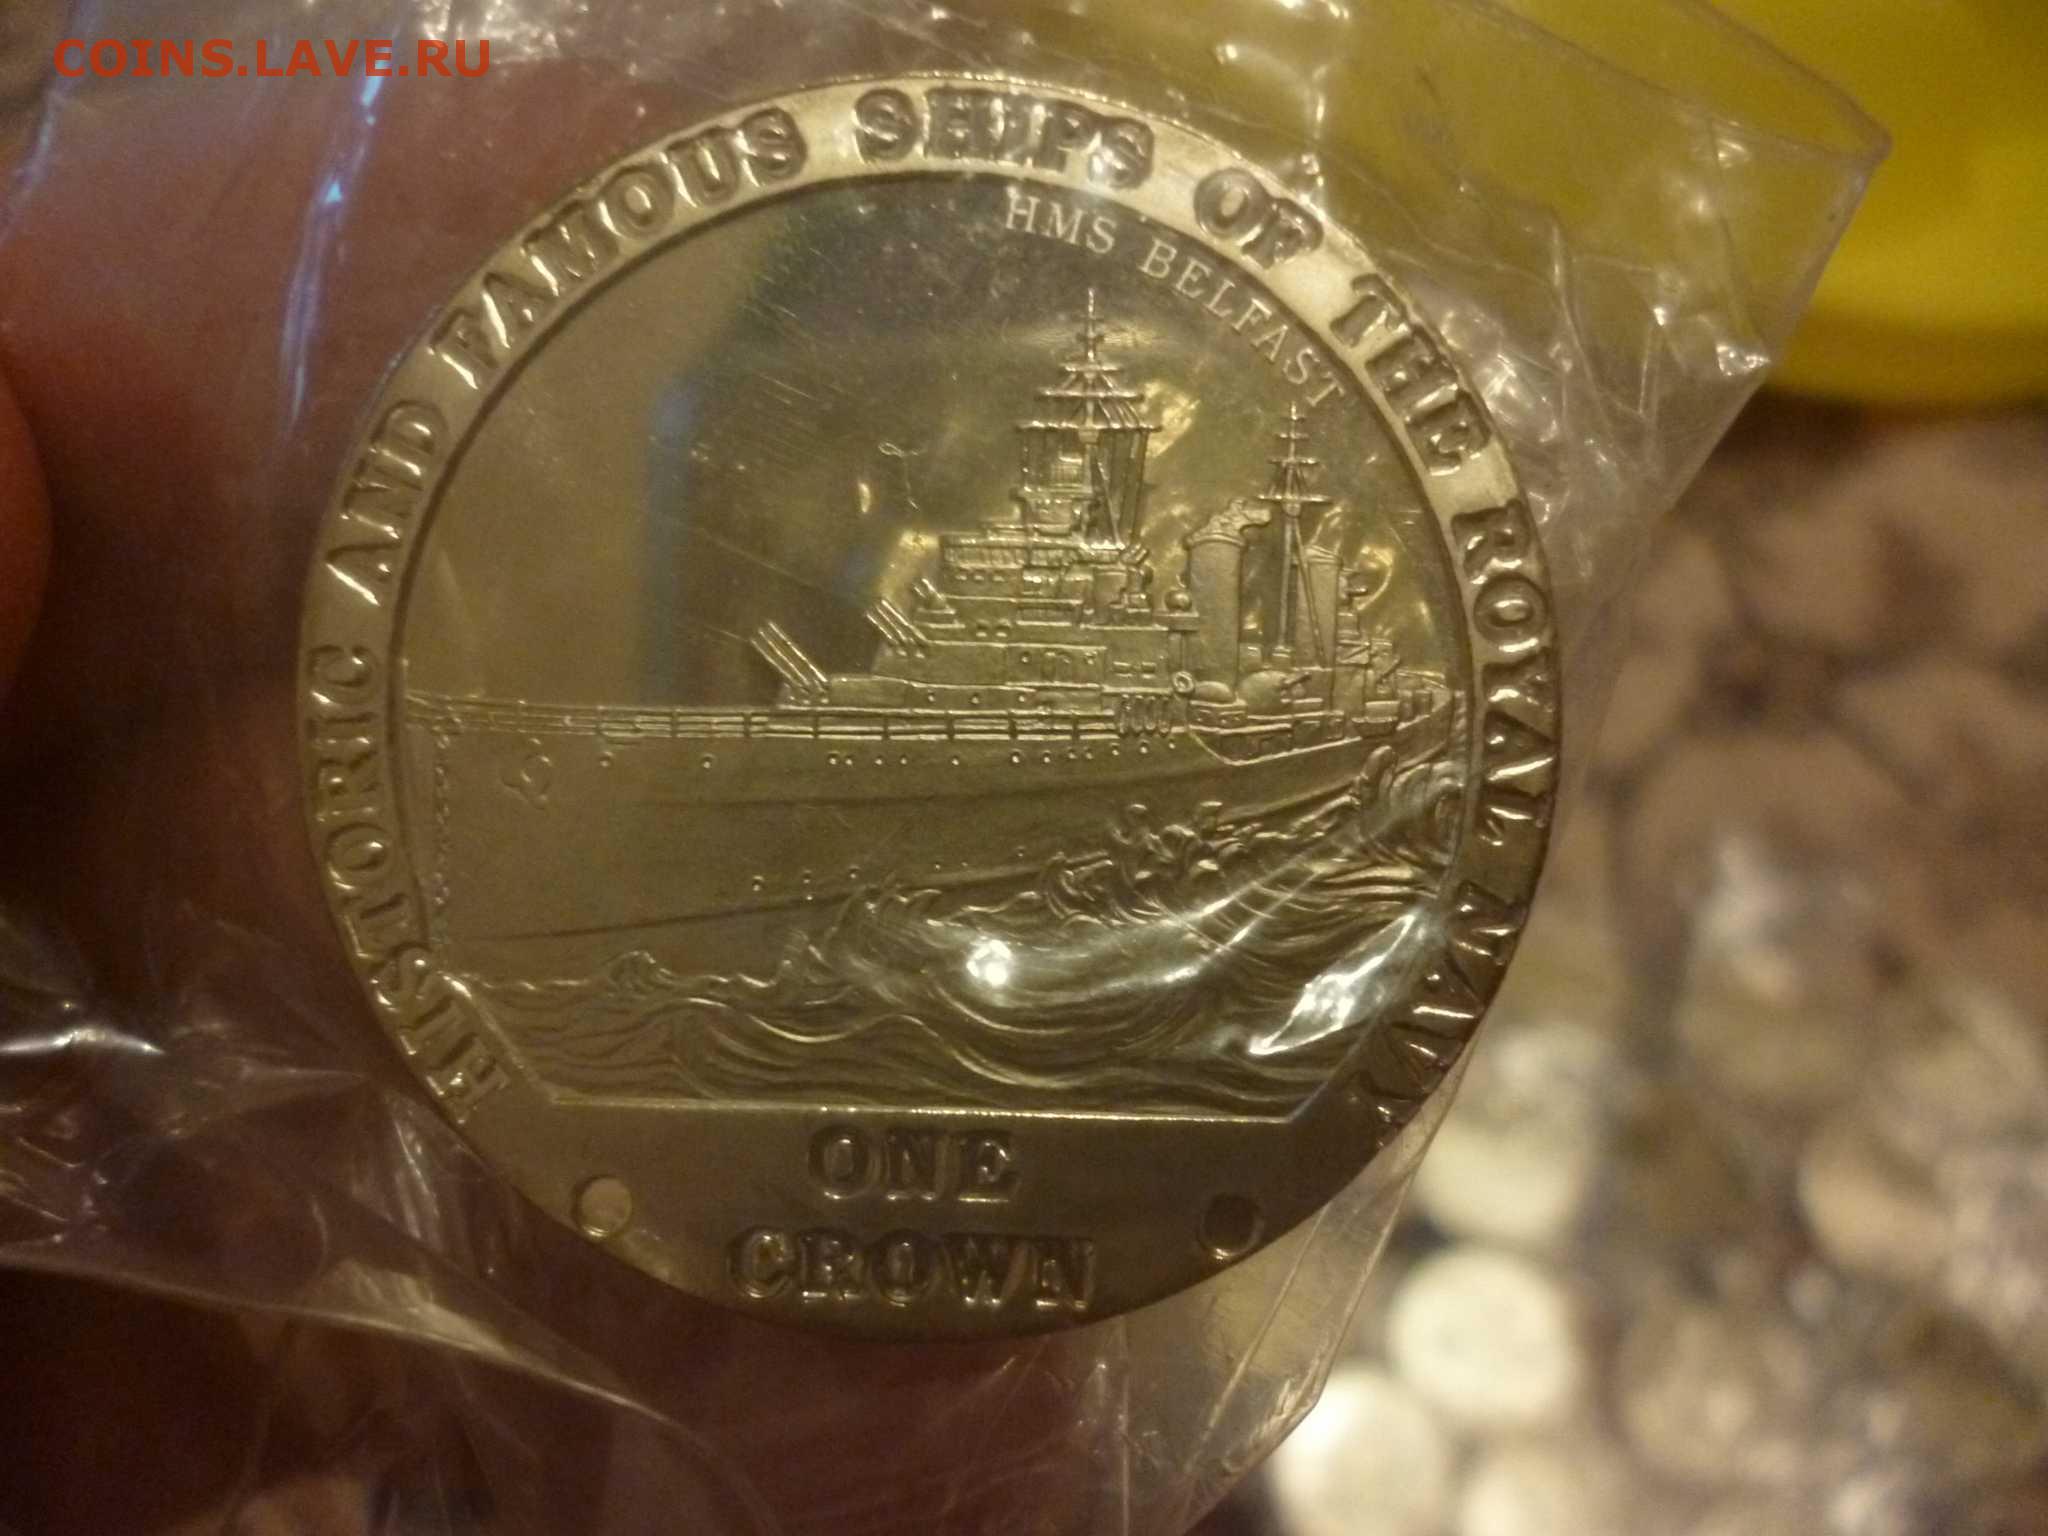 COINS.LAVE.RU
HISTORIC AND FAMOUS SHIPS OF THE ROYAL NAVY
HMS BELFAST
ONE
CROWN